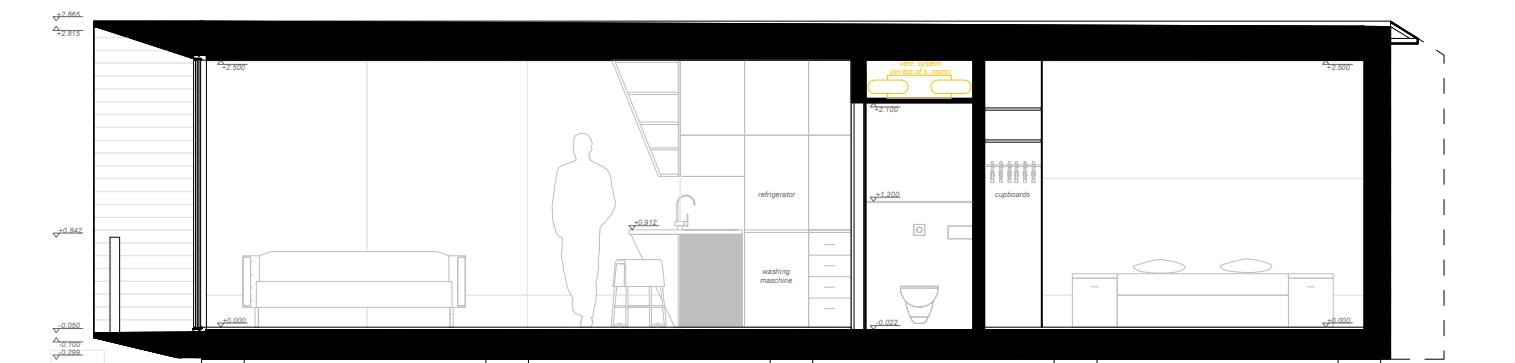 +2.865
+2.815
+2.500
vent. system
(on top of s. room)
+2.500
+2.100
refrigerator
+1.200
cupboards
+0.912
+0.842
washing
maschine
+0.000
-0.022
+0.000
-0.050
-0.100
-0.299